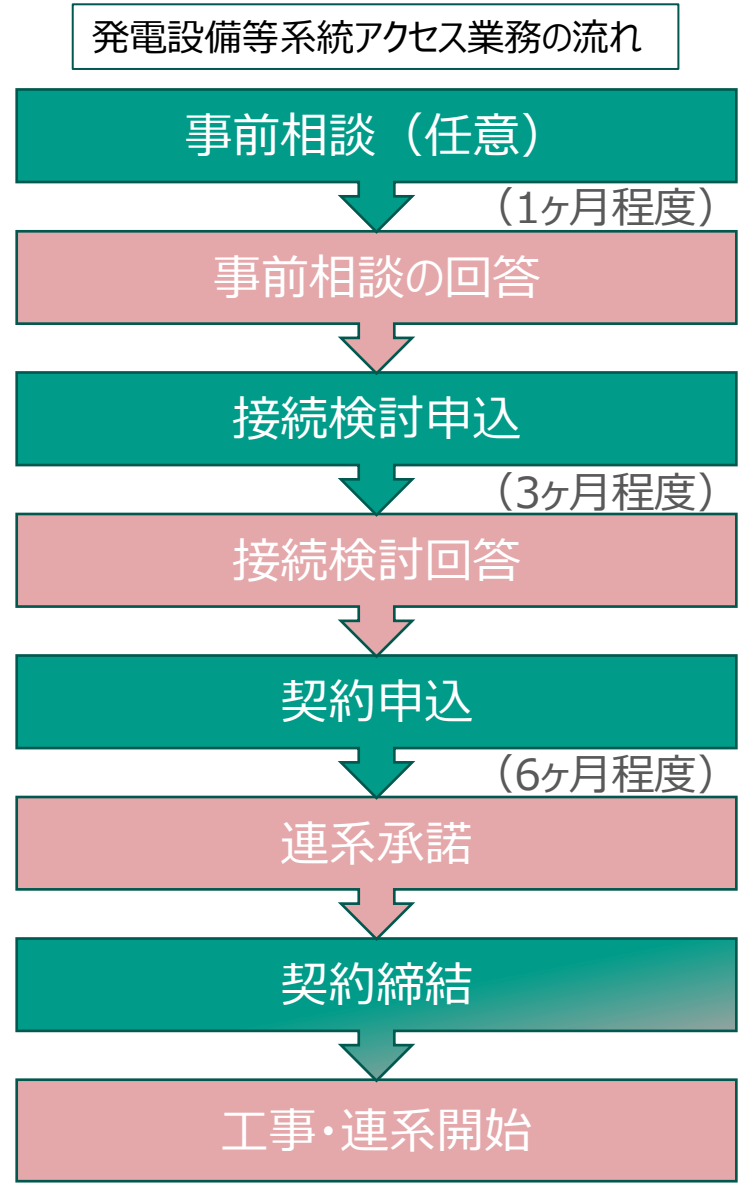 発電設備等系統アクセス業務の流れ
事前相談（任意）
（1ヶ月程度）
事前相談の回答
接続検討申込
（3ヶ月程度）
接続検討回答
契約申込
（6ヶ月程度）
連系承諾
契約締結
工事・連系開始